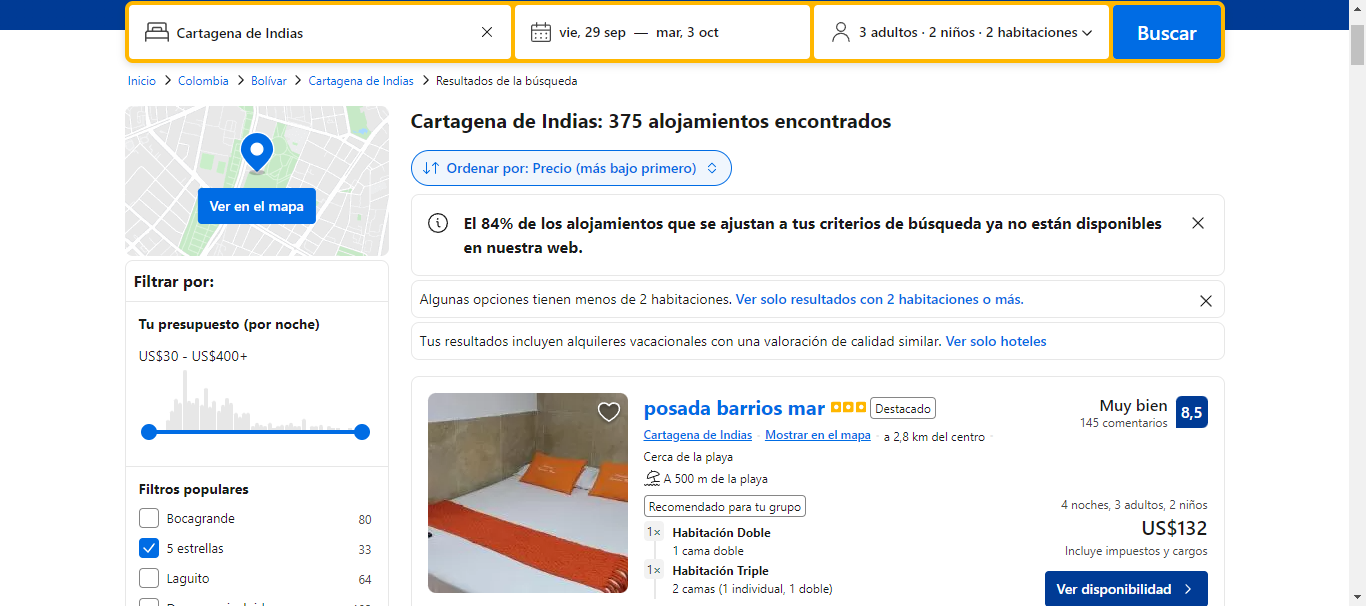 Cartagena de Indias
vie, 29 sep — mar, 3 oct
3 adultos · 2 niños · 2 habitaciones
Buscar
Inicio > Colombia > Bolívar > Cartagena de Indias > Resultados de la búsqueda
Ver en el mapa
Filtrar por:
Tu presupuesto (por noche)
US$30 - US$400+
Filtros populares
Bocagrande 80
5 estrellas 33
Laguito 64
Cartagena de Indias: 375 alojamientos encontrados
Ordenar por: Precio (más bajo primero)
El 84% de los alojamientos que se ajustan a tus criterios de búsqueda ya no están disponibles
en nuestra web.
Algunas opciones tienen menos de 2 habitaciones. Ver solo resultados con 2 habitaciones o más.
Tus resultados incluyen alquileres vacacionales con una valoración de calidad similar. Ver solo hoteles
posada barrios mar Destacado
Cartagena de Indias · Mostrar en el mapa · a 2,8 km del centro ·
Cerca de la playa
A 500 m de la playa
Recomendado para tu grupo
1× Habitación Doble
1 cama doble
1× Habitación Triple
2 camas (1 individual, 1 doble)
Muy bien 8,5
145 comentarios
4 noches, 3 adultos, 2 niños
US$132
Incluye impuestos y cargos
Ver disponibilidad